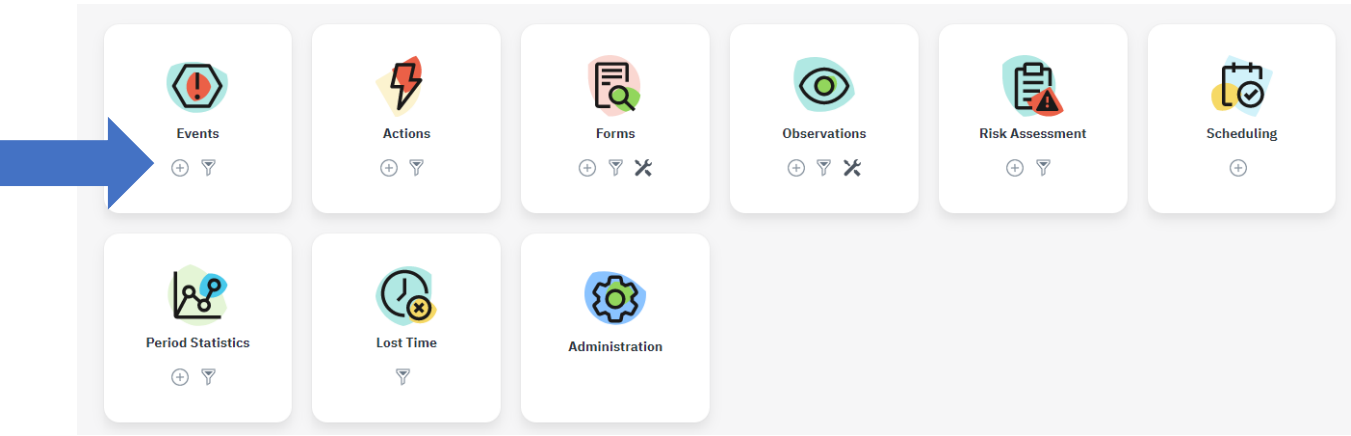 Events
Actions
Forms
Observations
Risk Assessment
Scheduling
Period Statistics
Lost Time
Administration